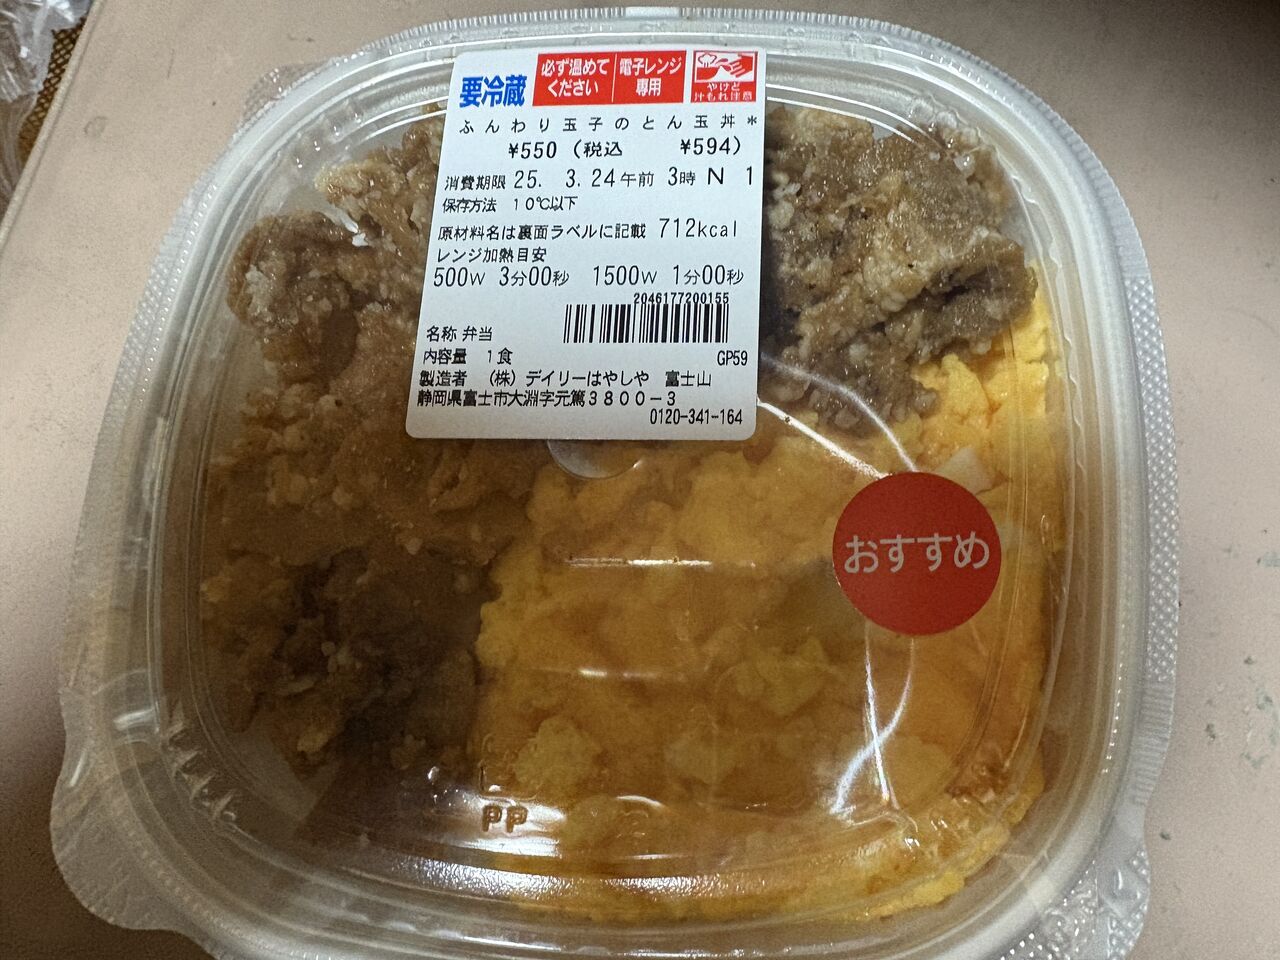 要冷蔵 必ず温めて 電子レンジ
ください 専用 やけど
汁もれ注意
ふんわり玉子のとん玉丼*
¥550 (税込 ¥594)
消費期限 25. 3.24午前 3時 N 1
保存方法 10℃以下
原材料名は裏面ラベルに記載 712kcal
レンジ加熱目安
500W 3分00秒 1500W 1分00秒
2046177200155
名称 弁当
内容量 1食 GP59
製造者 (株)デイリーはやしや 富士山
静岡県富士市大淵字元篤3800-3
0120-341-164
おすすめ
PP